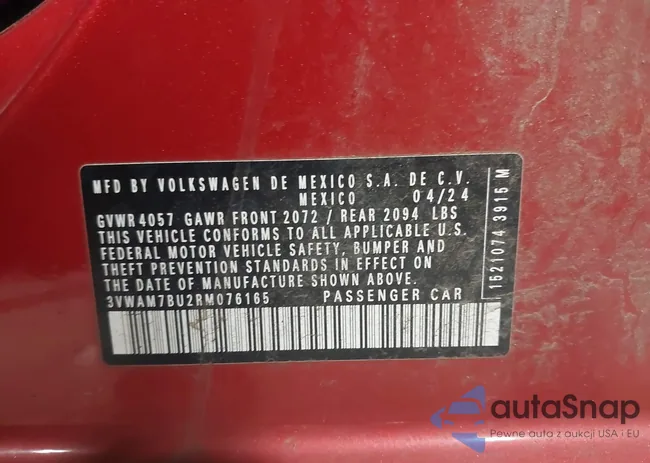 MFD BY VOLKSWAGEN DE MEXICO S.A. DE C.V.
MEXICO 04/24
GVWR 4057 GAWR FRONT 2072 / REAR 2094 LBS
THIS VEHICLE CONFORMS TO ALL APPLICABLE U.S.
FEDERAL MOTOR VEHICLE SAFETY, BUMPER AND
THEFT PREVENTION STANDARDS IN EFFECT ON
THE DATE OF MANUFACTURE SHOWN ABOVE.
3VWAM7BU2RM076165 PASSENGER CAR
1621074 3915 M
autaSnap
Pewne auta z aukcji USA i EU